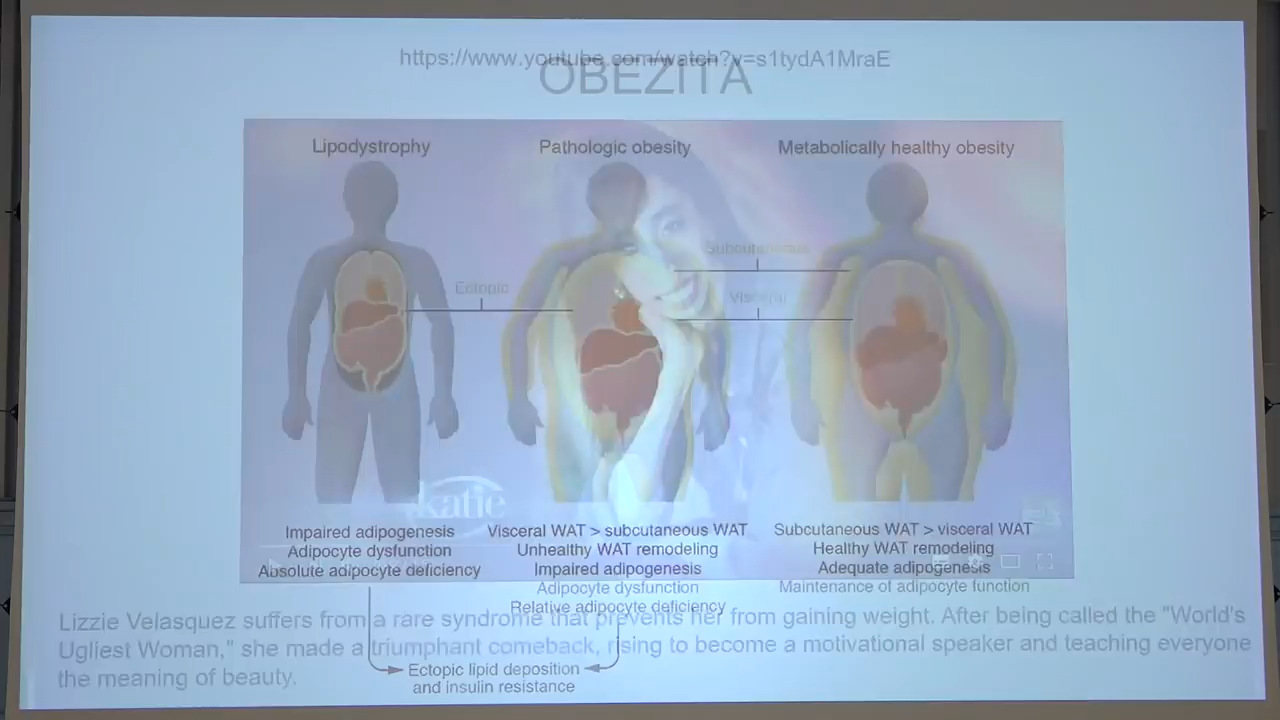 https://www.youtube.com/watch?v=s1tydA1MraE
OBEZITA
Lipodystrophy
Pathologic obesity
Metabolically healthy obesity
Subcutaneous
Ectopic
Visceral
katie
Impaired adipogenesis
Adipocyte dysfunction
Absolute adipocyte deficiency
Visceral WAT > subcutaneous WAT
Unhealthy WAT remodeling
Impaired adipogenesis
Adipocyte dysfunction
Relative adipocyte deficiency
Subcutaneous WAT > visceral WAT
Healthy WAT remodeling
Adequate adipogenesis
Maintenance of adipocyte function
Lizzie Velasquez suffers from a rare syndrome that prevents her from gaining weight. After being called the "World's
Ugliest Woman," she made a triumphant comeback, rising to become a motivational speaker and teaching everyone
the meaning of beauty.
Ectopic lipid deposition
and insulin resistance